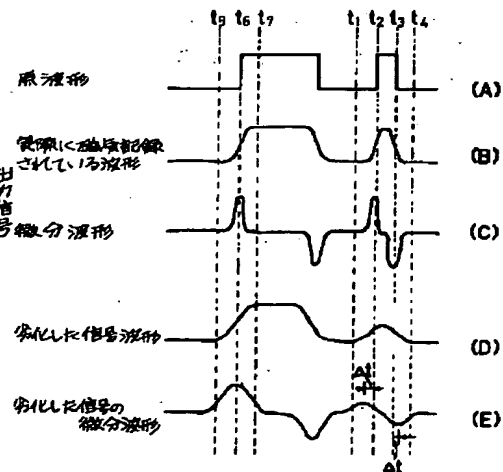 t₅ t₆ t₇ t₁ t₂ t₃ t₄
原波形
(A)
実際に磁気記録
されている波形
(B)
出力信号
微分波形
(C)
劣化した信号波形
(D)
Δt
劣化した信号の
微分波形
(E)
Δt